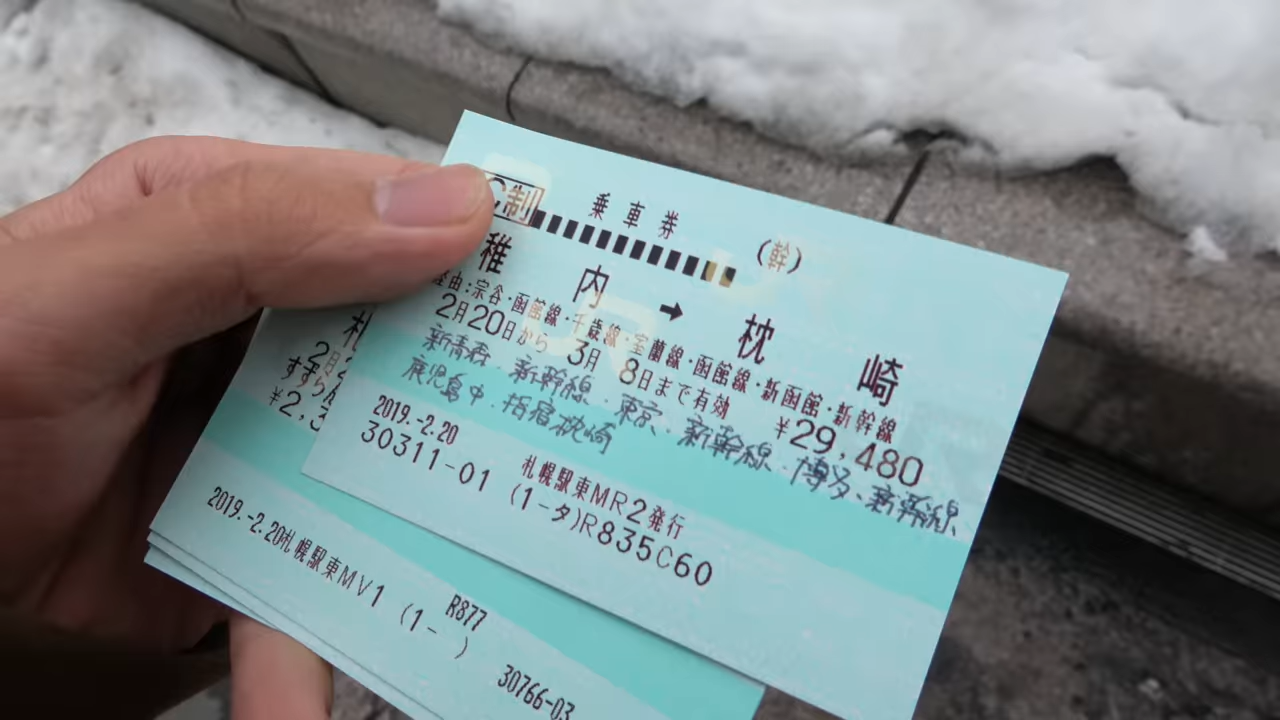 C制 乗車券 (幹)
稚内 → 枕崎
経由:宗谷・函館線・千歳線・室蘭線・函館線・新函館・新幹線
2月20日から 3月 8日まで有効 ¥29,480
新青森・新幹線・東京、新幹線・博多、新幹線、
鹿児島中・指宿枕崎
2019.-2.20 札幌駅東MR2発行
30311-01 (1-タ)R835C60
札
2月2
すずらん
¥2,3
2019.-2.20札幌駅東MV1 (1- ) R877
30766-03